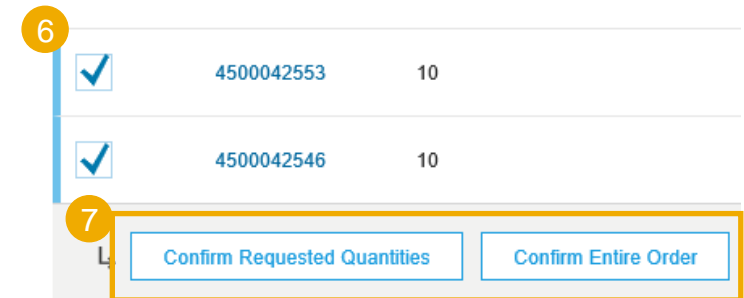 6
4500042553 10
4500042546 10
7
Confirm Requested Quantities Confirm Entire Order